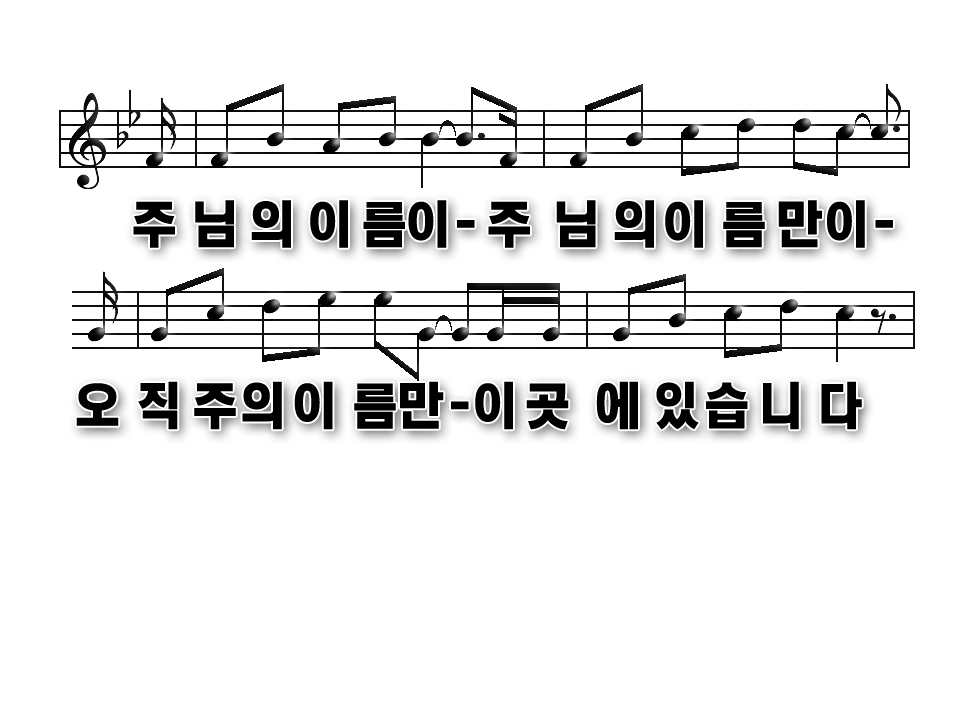 주 님 의 이 름이-주 님 의이 름 만이-
오 직 주의 이 름만-이곳 에 있습 니 다